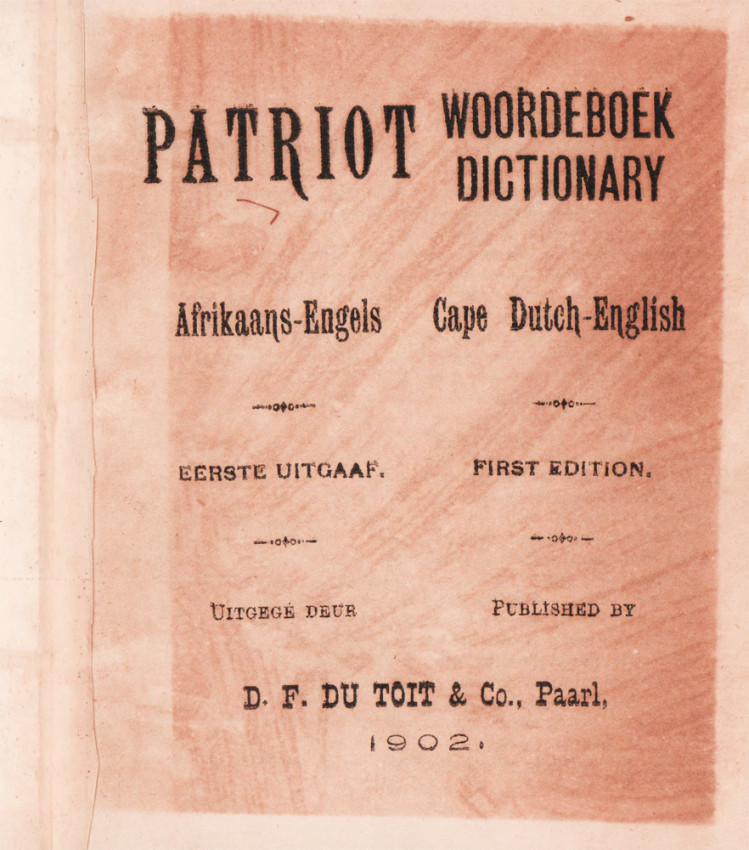 PATRIOT WOORDEBOEK
DICTIONARY
Afrikaans-Engels Cape Dutch-English
EERSTE UITGAAF. FIRST EDITION.
UITGEGÉ DEUR PUBLISHED BY
D. F. DU TOIT & Co., Paarl,
1902.